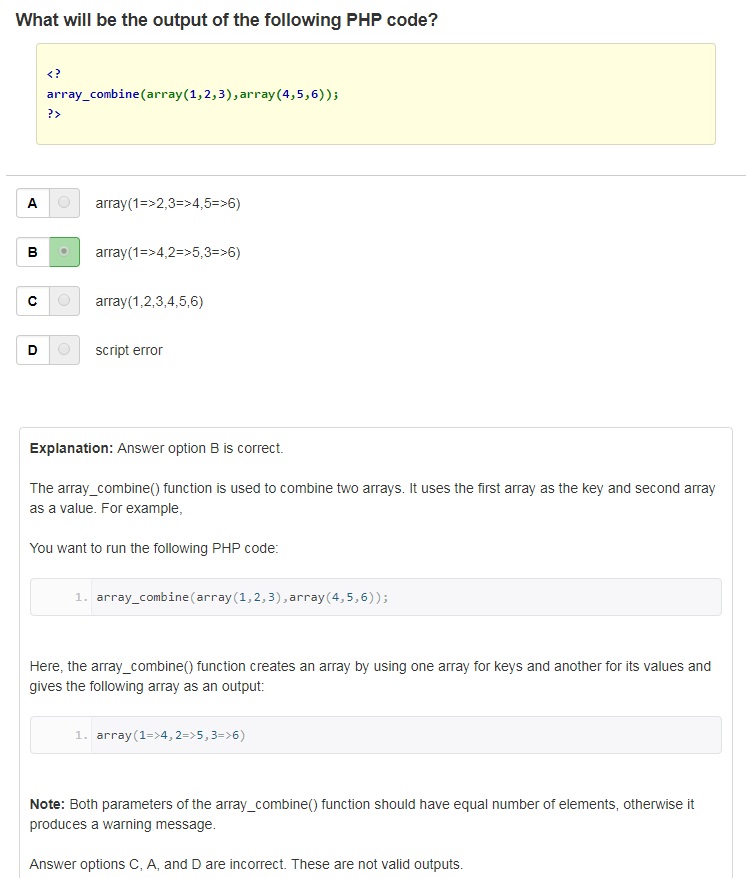 What will be the output of the following PHP code?
<?
array_combine(array(1,2,3),array(4,5,6));
?>
A array(1=>2,3=>4,5=>6)
B array(1=>4,2=>5,3=>6)
C array(1,2,3,4,5,6)
D script error
Explanation: Answer option B is correct.
The array_combine() function is used to combine two arrays. It uses the first array as the key and second array
as a value. For example,
You want to run the following PHP code:
1. array_combine(array(1,2,3),array(4,5,6));
Here, the array_combine() function creates an array by using one array for keys and another for its values and
gives the following array as an output:
1. array(1=>4,2=>5,3=>6)
Note: Both parameters of the array_combine() function should have equal number of elements, otherwise it
produces a warning message.
Answer options C, A, and D are incorrect. These are not valid outputs.